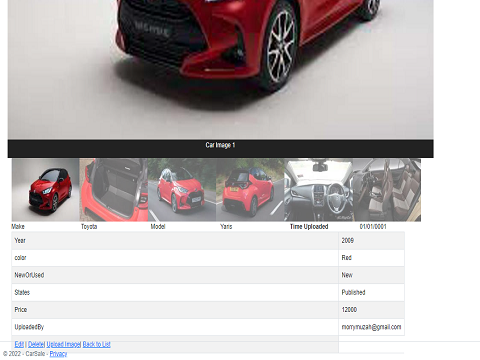 Car Image 1
Make Toyota Model Yaris Time Uploaded 01/01/0001
Year 2009
color Red
NewOrUsed New
States Published
Price 12000
UploadedBy morrymuzah@gmail.com
Edit | Delete| Upload Image| Back to List
© 2022 - CarSale - Privacy